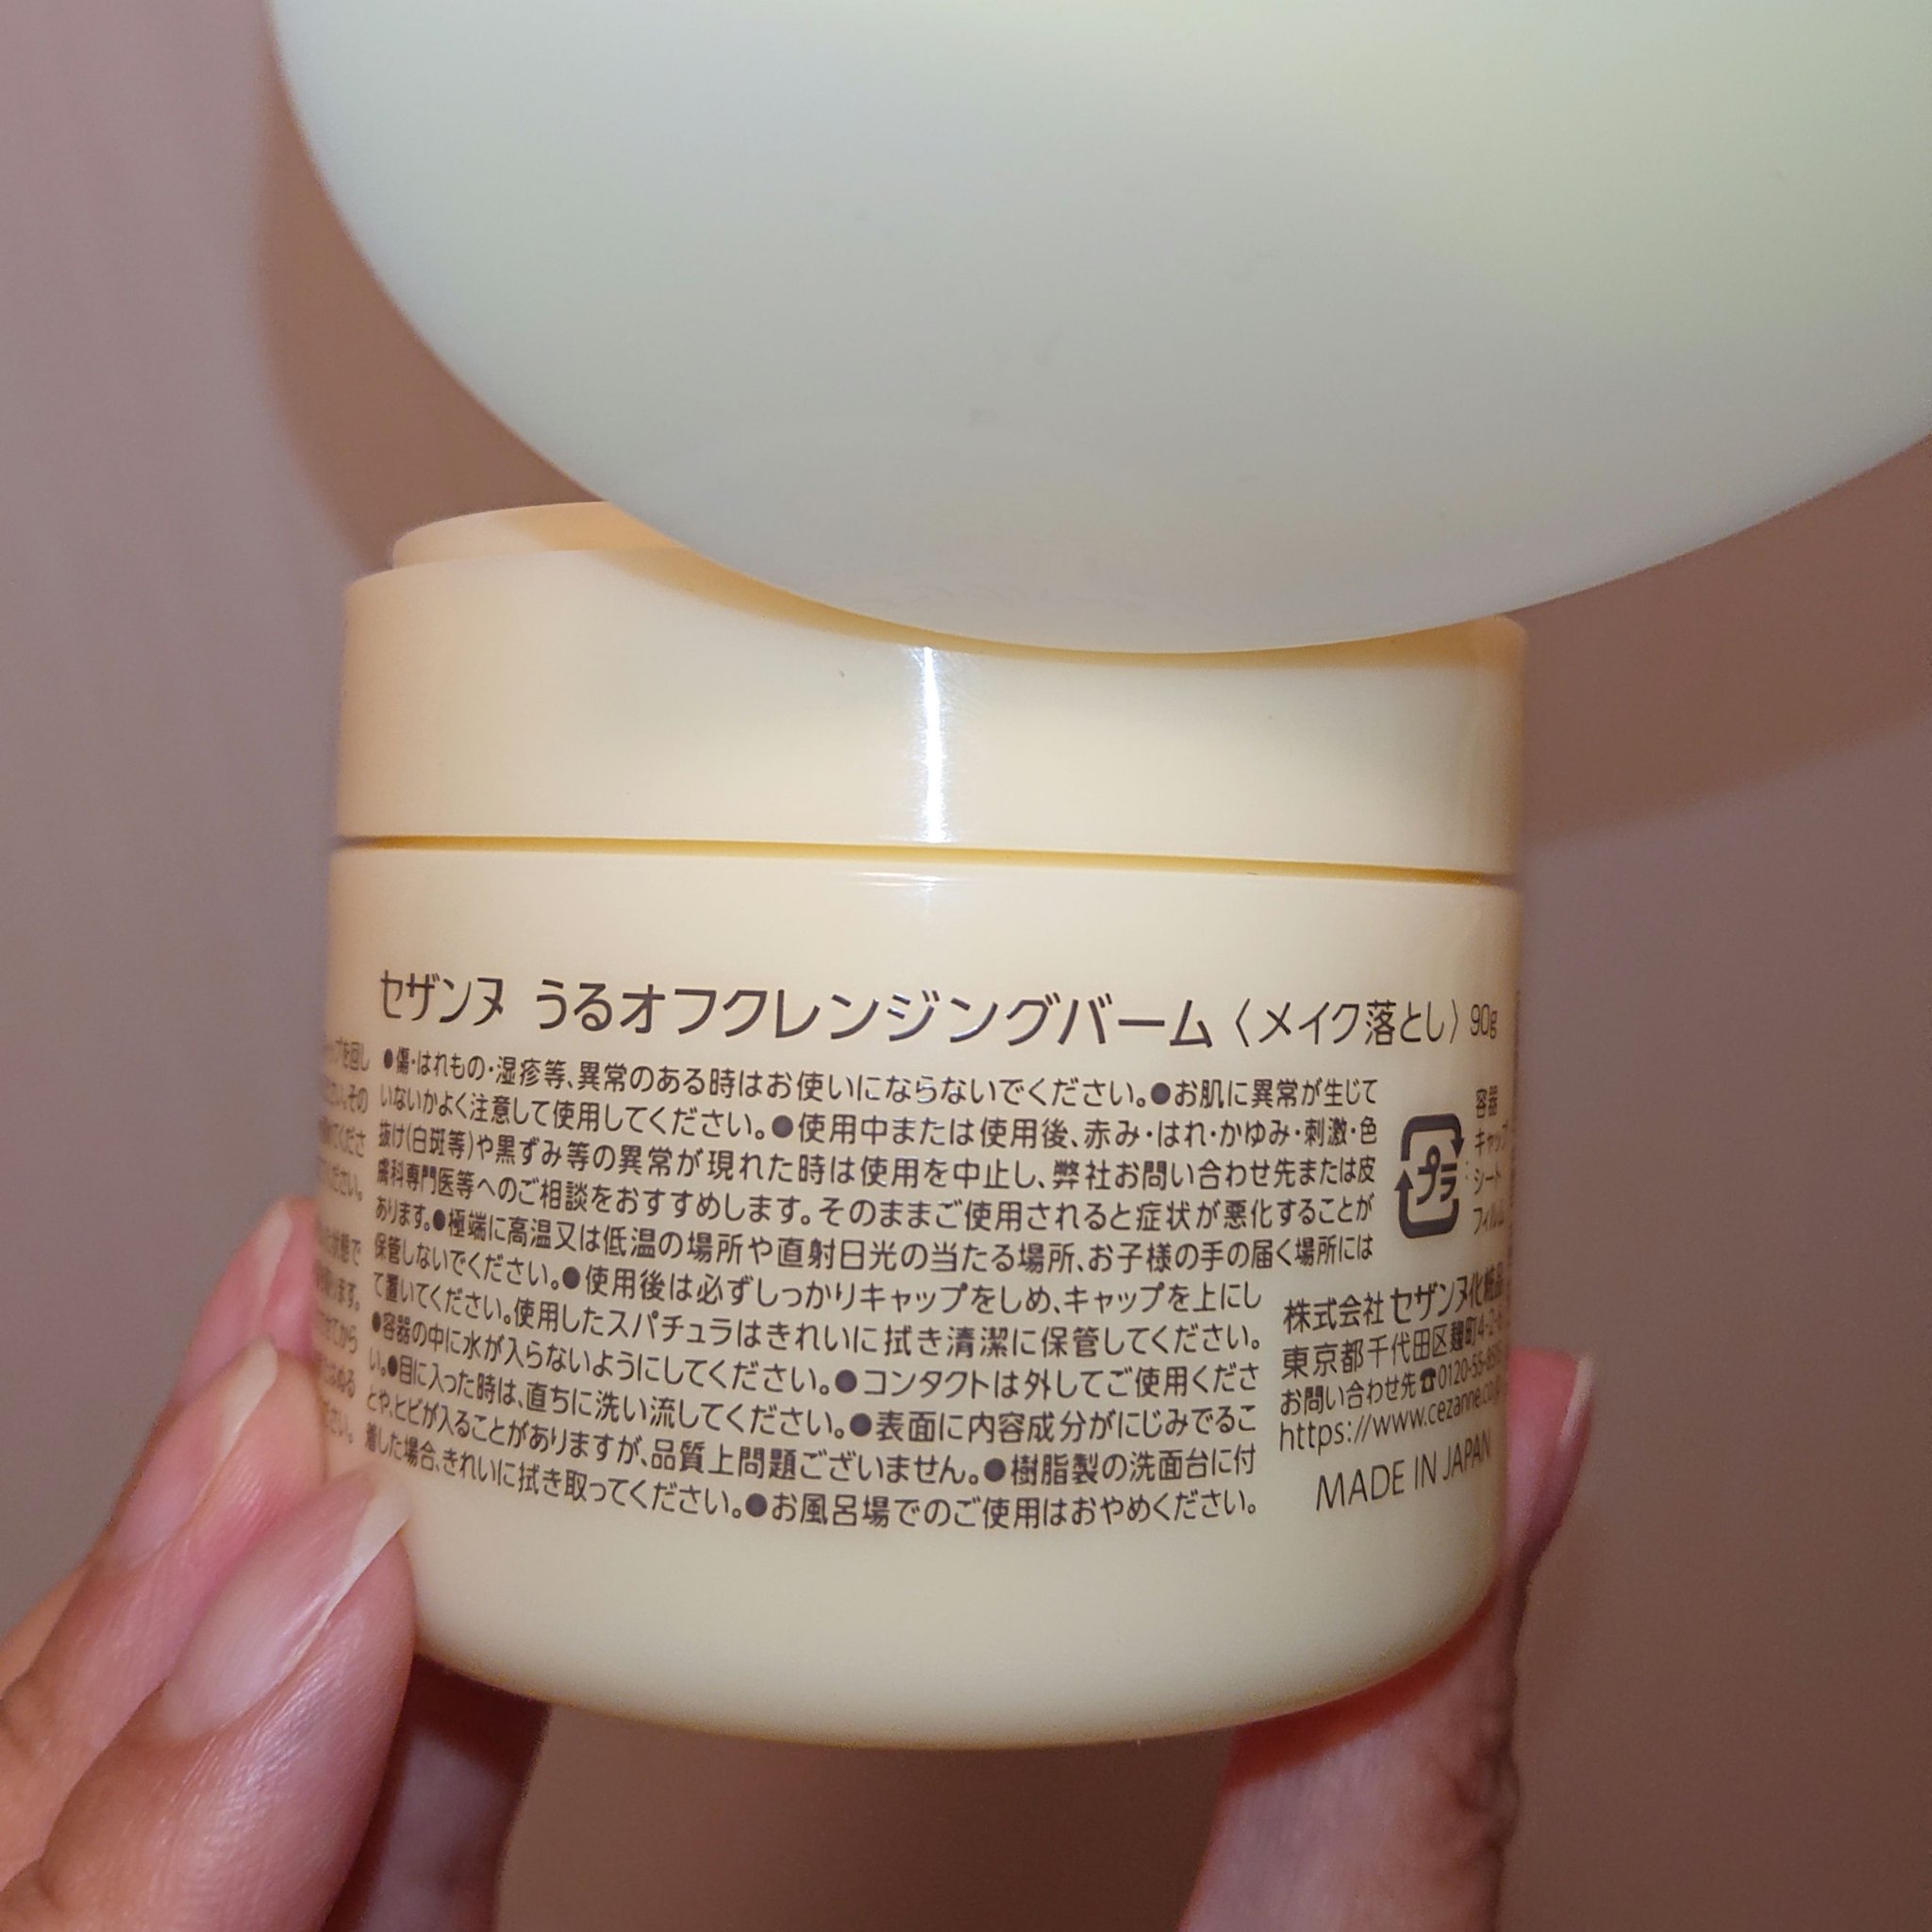 セザンヌ うるオフクレンジングバーム〈メイク落とし〉90g
●傷・はれもの・湿疹等、異常のある時はお使いにならないでください。●お肌に異常が生じて
いないかよく注意して使用してください。●使用中または使用後、赤み・はれ・かゆみ・刺激・色
抜け(白斑等)や黒ずみ等の異常が現れた時は使用を中止し、弊社お問い合わせ先または皮
膚科専門医等へのご相談をおすすめします。そのままご使用されると症状が悪化することが
あります。●極端に高温又は低温の場所や直射日光の当たる場所、お子様の手の届く場所には
保管しないでください。●使用後は必ずしっかりキャップをしめ、キャップを上にし
て置いてください。使用したスパチュラはきれいに拭き清潔に保管してください。
●容器の中に水が入らないようにしてください。●コンタクトは外してご使用くださ
い。●目に入った時は、直ちに洗い流してください。●表面に内容成分がにじみでるこ
とや、ヒビが入ることがありますが、品質上問題ございません。●樹脂製の洗面台に付
着した場合、きれいに拭き取ってください。●お風呂場でのご使用はおやめください。
プラ
容器
キャップ
シート
フィルム
株式会社セザンヌ化粧品
東京都千代田区麹町
お問い合わせ先☎0120-55-
https://www.cezanne.co
MADE IN JAPAN